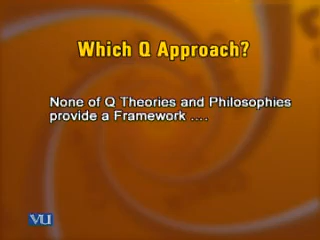 Which Q Approach?
None of Q Theories and Philosophies
provide a Framework ....
VU